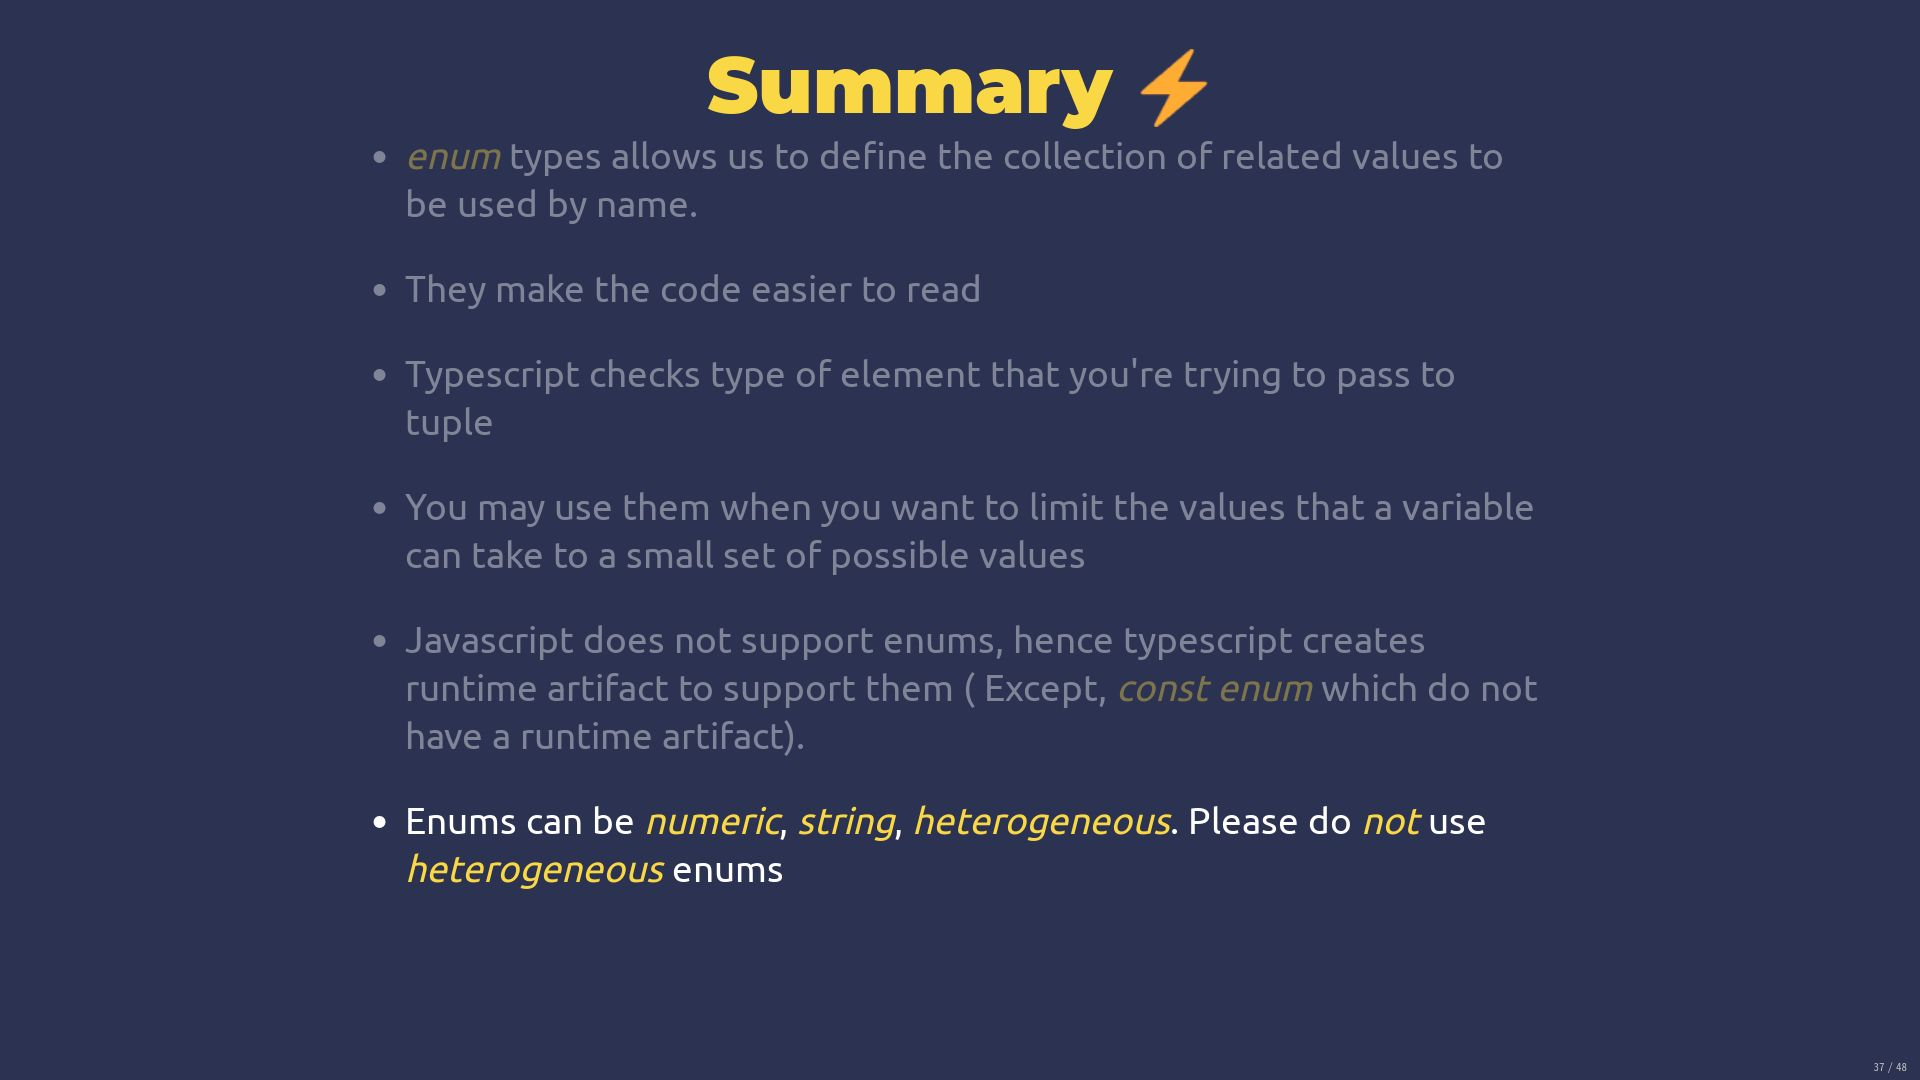 Summary ⚡
• enum types allows us to define the collection of related values to
be used by name.
• They make the code easier to read
• Typescript checks type of element that you're trying to pass to
tuple
• You may use them when you want to limit the values that a variable
can take to a small set of possible values
• Javascript does not support enums, hence typescript creates
runtime artifact to support them ( Except, const enum which do not
have a runtime artifact).
• Enums can be numeric, string, heterogeneous. Please do not use
heterogeneous enums
37 / 48